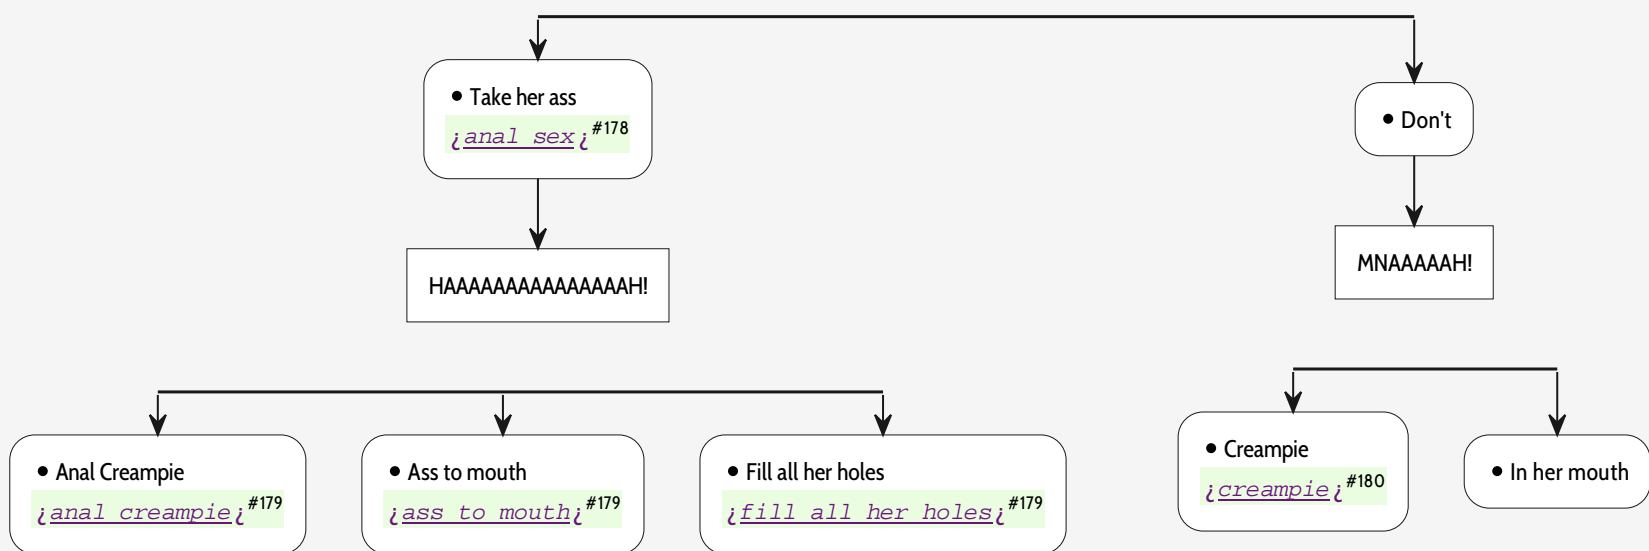 • Take her ass
¿anal sex¿#178
• Don't
HAAAAAAAAAAAAAAAH!
MNAAAAAH!
• Anal Creampie
¿anal creampie¿#179
• Ass to mouth
¿ass to mouth¿#179
• Fill all her holes
¿fill all her holes¿#179
• Creampie
¿creampie¿#180
• In her mouth